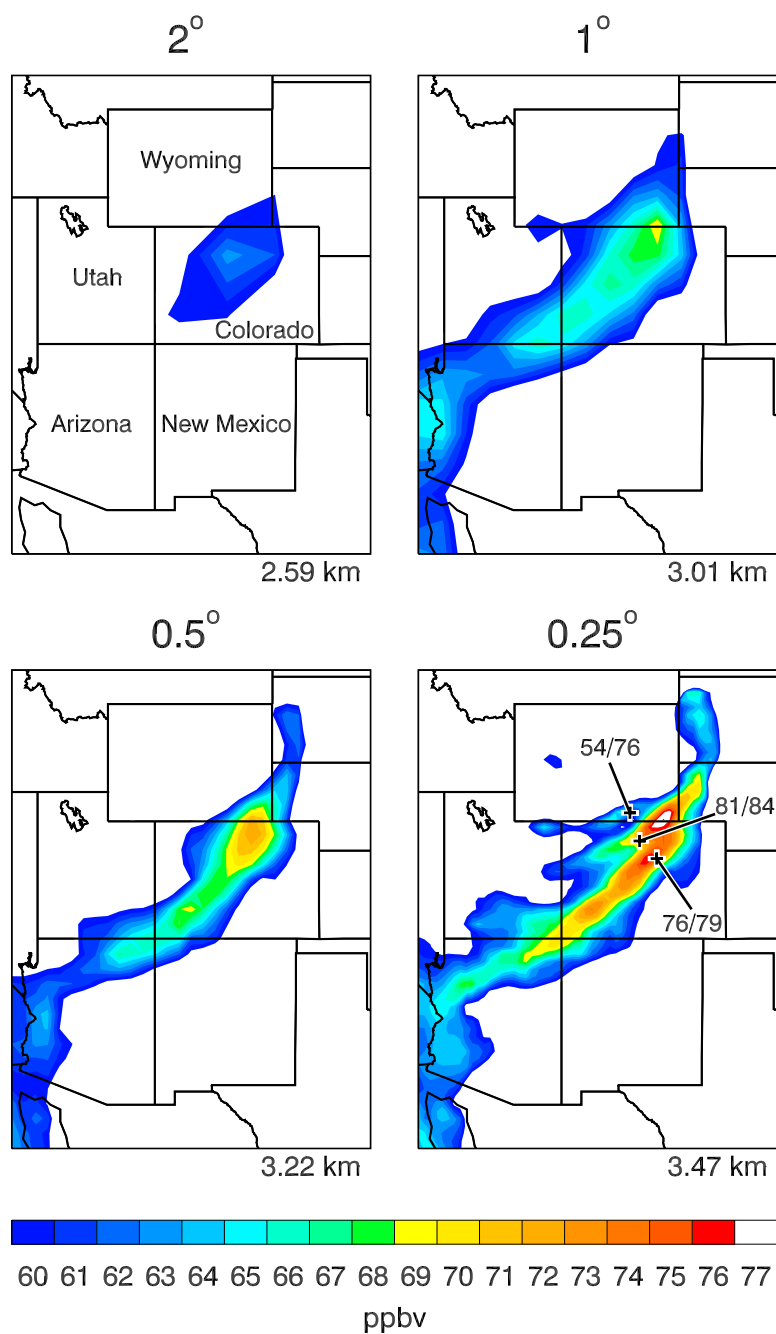 2°
1°
Wyoming
Utah
Colorado
Arizona
New Mexico
2.59 km
3.01 km
0.5°
0.25°
54/76
81/84
76/79
3.22 km
3.47 km
60 61 62 63 64 65 66 67 68 69 70 71 72 73 74 75 76 77
ppbv